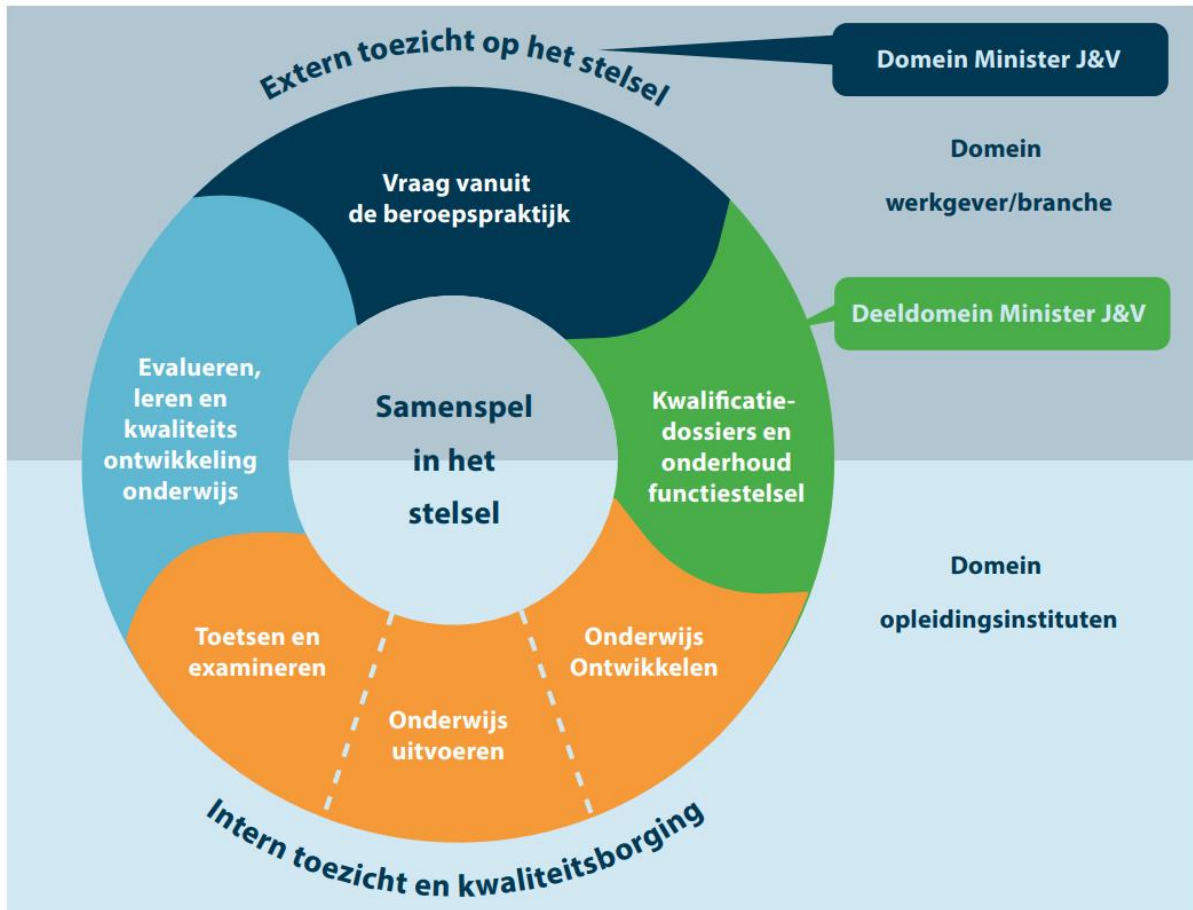 Extern toezicht op het stelsel
Domein Minister J&V
Domein
werkgever/branche
Vraag vanuit
de beroepspraktijk
Deeldomein Minister J&V
Evalueren,
leren en
kwaliteits
ontwikkeling
onderwijs
Samenspel
in het
stelsel
Kwalificatie-
dossiers en
onderhoud
functiestelsel
Domein
opleidingsinstituten
Toetsen en
examineren
Onderwijs
uitvoeren
Onderwijs
Ontwikkelen
Intern toezicht en kwaliteitsborging